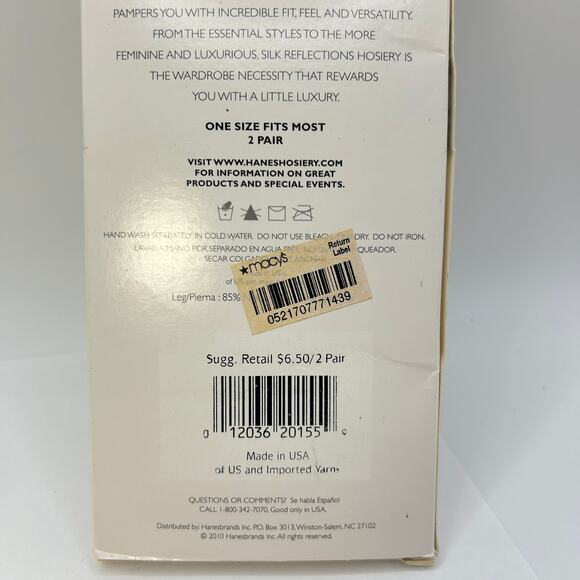 PAMPERS YOU WITH INCREDIBLE FIT, FEEL AND VERSATILITY.
FROM THE ESSENTIAL STYLES TO THE MORE
FEMININE AND LUXURIOUS, SILK REFLECTIONS HOSIERY IS
THE WARDROBE NECESSITY THAT REWARDS
YOU WITH A LITTLE LUXURY.
ONE SIZE FITS MOST
2 PAIR
VISIT WWW.HANESHOSIERY.COM
FOR INFORMATION ON GREAT
PRODUCTS AND SPECIAL EVENTS.
HAND WASH SEPARATELY IN COLD WATER. DO NOT USE BLEACH. DRY. DO NOT IRON.
LAVAR A MANO POR SEPARADO EN AGUA
SECAR
of US
Leg/Pierna : 85%
★macy's
Return
Label
0521707771439
Sugg. Retail $6.50/2 Pair
0 12036 20155
Made in USA
of US and Imported Yarns
QUESTIONS OR COMMENTS? Se habla Español
CALL 1-800-342-7070, Good only in USA.
Distributed by: Hanesbrands Inc. P.O. Box 3013, Winston-Salem, NC 27102
© 2010 Hanesbrands Inc. All rights reserved.